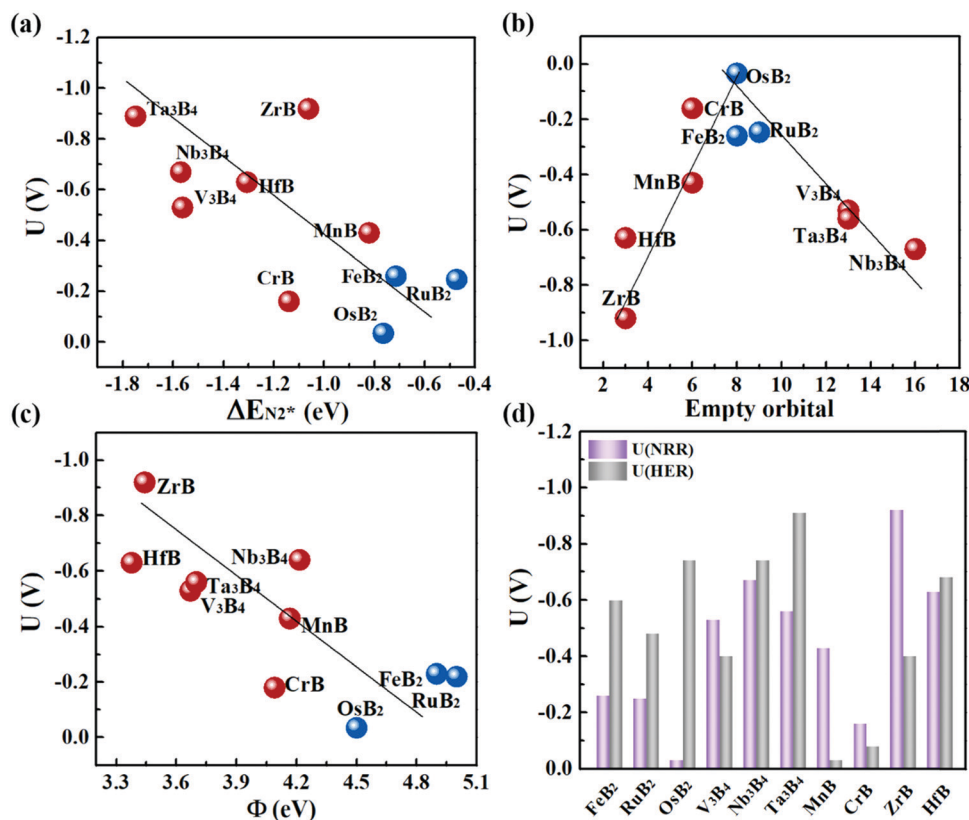 (a)
-1.2
-1.0
-0.8
-0.6
-0.4
-0.2
0.0
U (V)
Ta₃B₄
ZrB
Nb₃B₄
HfB
V₃B₄
MnB
FeB₂
CrB
RuB₂
OsB₂
-1.8 -1.6 -1.4 -1.2 -1.0 -0.8 -0.6 -0.4
ΔE_N2* (eV)
(b)
0.0
-0.2
-0.4
-0.6
-0.8
-1.0
U (V)
OsB₂
CrB
FeB₂ RuB₂
MnB
V₃B₄
HfB
Ta₃B₄
Nb₃B₄
ZrB
2 4 6 8 10 12 14 16 18
Empty orbital
(c)
-1.0
-0.8
-0.6
-0.4
-0.2
0.0
U (V)
ZrB
HfB
Nb₃B₄
Ta₃B₄
V₃B₄
MnB
CrB
FeB₂
RuB₂
OsB₂
3.3 3.6 3.9 4.2 4.5 4.8 5.1
Φ (eV)
(d)
-1.2
-1.0
-0.8
-0.6
-0.4
-0.2
0.0
U (V)
U(NRR)
U(HER)
FeB₂ RuB₂ OsB₂ V₃B₄ Nb₃B₄ Ta₃B₄ MnB CrB ZrB HfB